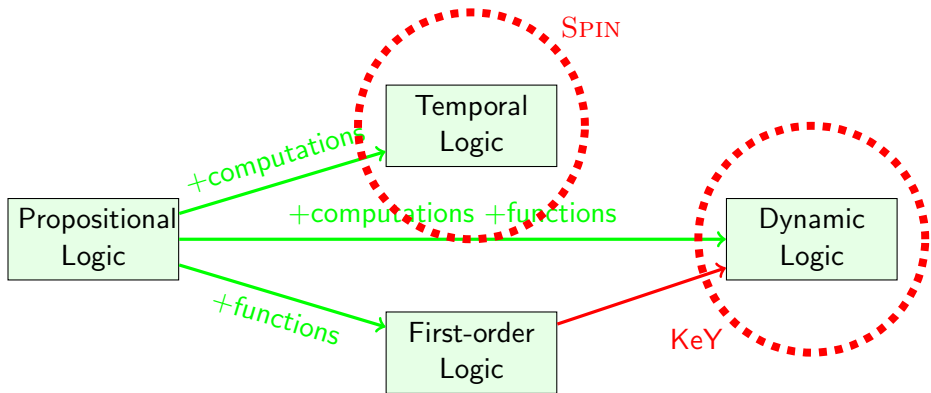 SPIN
Temporal
Logic
+computations
+computations +functions
Propositional
Logic
Dynamic
Logic
+functions
First-order
Logic
KeY